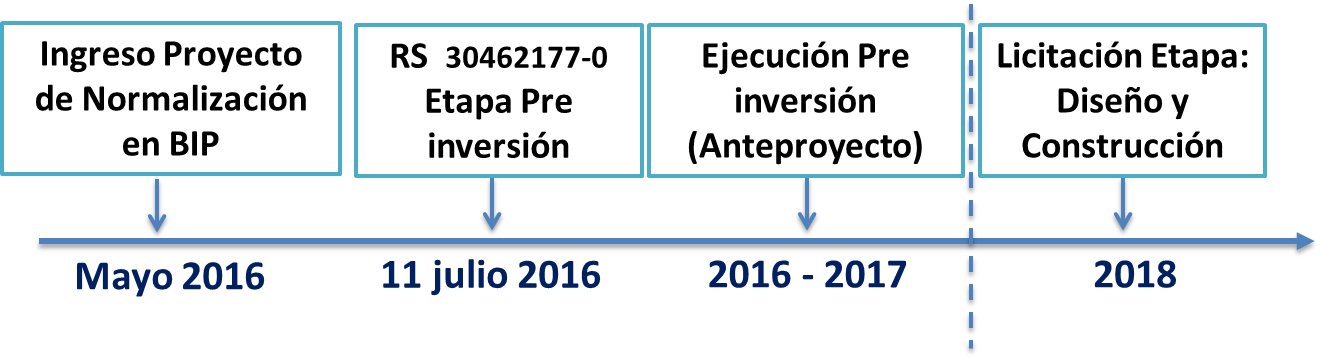 Ingreso Proyecto
de Normalización
en BIP
RS 30462177-0
Etapa Pre
inversión
Ejecución Pre
inversión
(Anteproyecto)
Licitación Etapa:
Diseño y
Construcción
Mayo 2016
11 julio 2016
2016 - 2017
2018